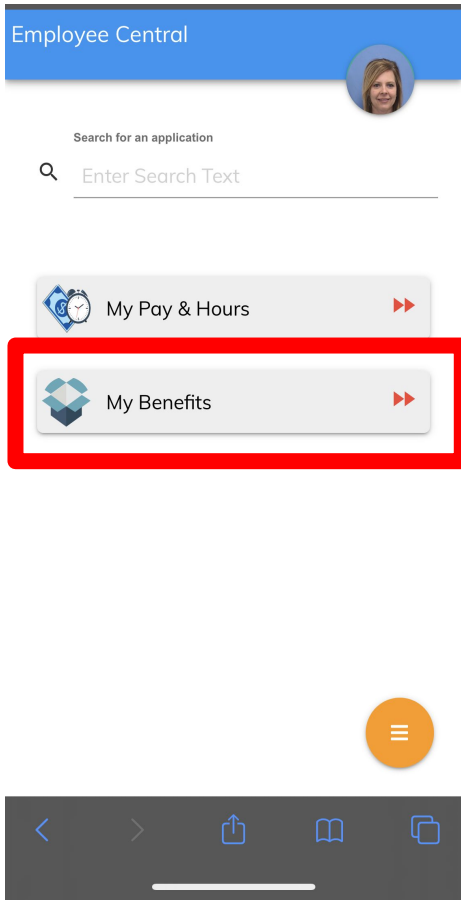 Employee Central
Search for an application
Enter Search Text
My Pay & Hours
My Benefits